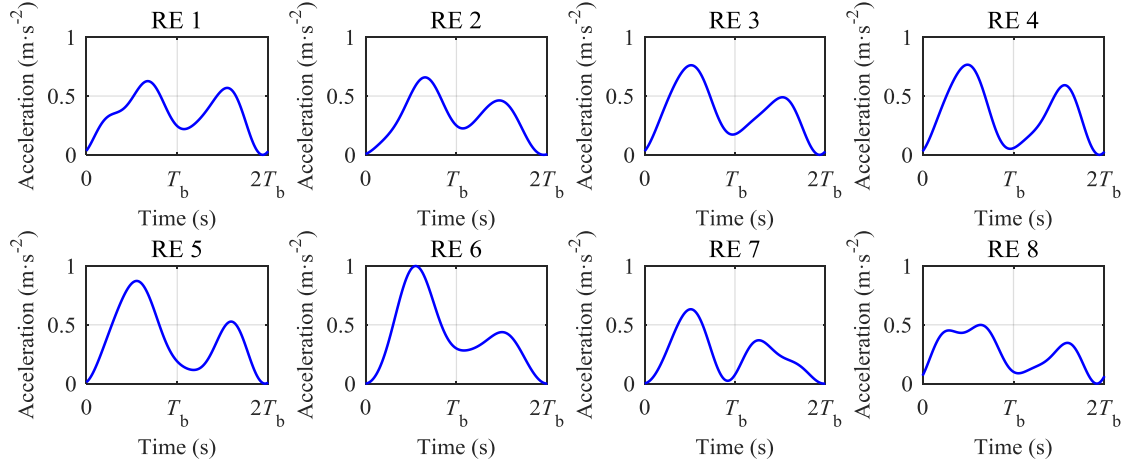 RE 1
Acceleration (m·s-2)
1
0.5
0
0
Tb
2Tb
Time (s)
RE 2
Acceleration (m·s-2)
1
0.5
0
0
Tb
2Tb
Time (s)
RE 3
Acceleration (m·s-2)
1
0.5
0
0
Tb
2Tb
Time (s)
RE 4
Acceleration (m·s-2)
1
0.5
0
0
Tb
2Tb
Time (s)
RE 5
Acceleration (m·s-2)
1
0.5
0
0
Tb
2Tb
Time (s)
RE 6
Acceleration (m·s-2)
1
0.5
0
0
Tb
2Tb
Time (s)
RE 7
Acceleration (m·s-2)
1
0.5
0
0
Tb
2Tb
Time (s)
RE 8
Acceleration (m·s-2)
1
0.5
0
0
Tb
2Tb
Time (s)